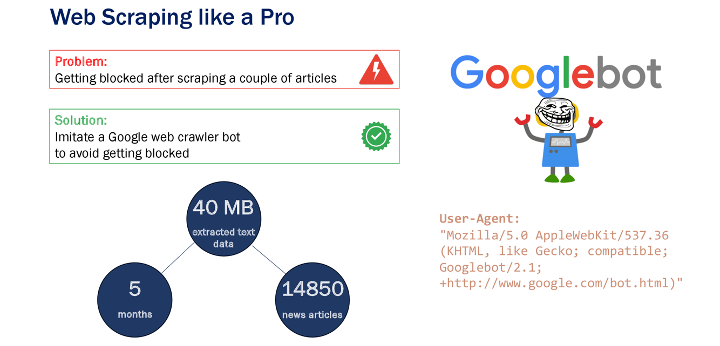 Web Scraping like a Pro
Problem:
Getting blocked after scraping a couple of articles
Solution:
Imitate a Google web crawler bot
to avoid getting blocked
40 MB
extracted text
data
5
months
14850
news articles
Googlebot
User-Agent:
"Mozilla/5.0 AppleWebKit/537.36
(KHTML, like Gecko; compatible;
Googlebot/2.1;
+http://www.google.com/bot.html)"